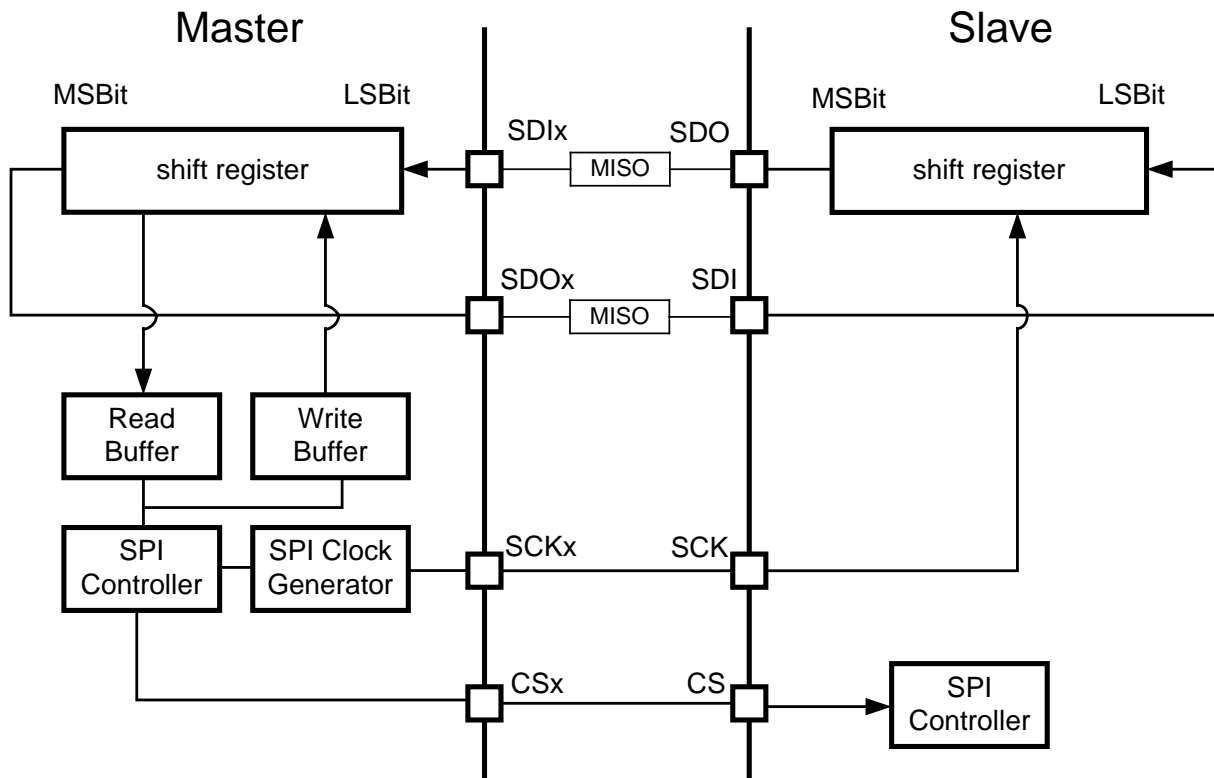 Master
Slave
MSBit
LSBit
MSBit
LSBit
SDIx
SDO
shift register
MISO
shift register
SDOx
SDI
MISO
Read
Buffer
Write
Buffer
SPI
Controller
SPI Clock
Generator
SCKx
SCK
CSx
CS
SPI
Controller